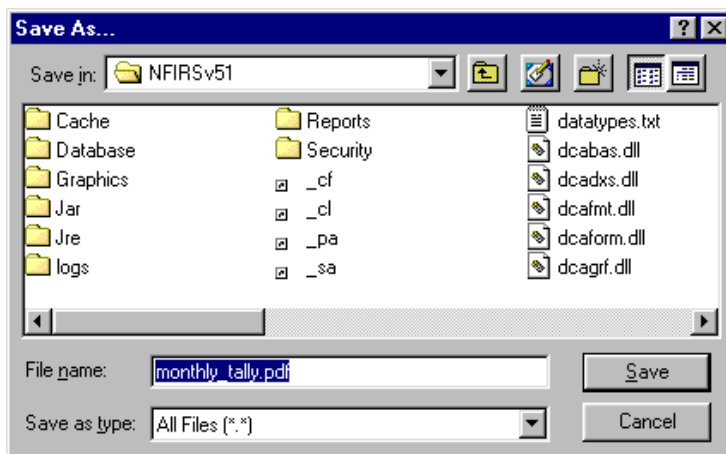 Save As...
Save in: NFIRSv51
Cache Reports datatypes.txt
Database Security dcabas.dll
Graphics _cf dcadxs.dll
Jar _cl dcafmt.dll
Jre _pa dcaform.dll
logs _sa dcagrf.dll
File name: monthly_tally.pdf Save
Save as type: All Files (*.*) Cancel